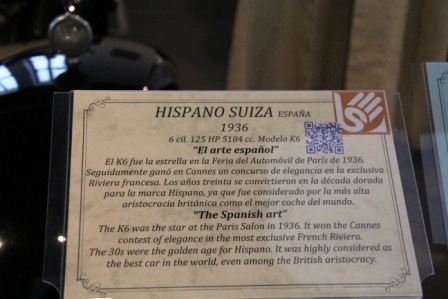 HISPANO SUIZA ESPAÑA
1936
6 cil. 125 HP 5184 cc. Modelo K6
"El arte español"
El K6 fue la estrella en la Feria del Automóvil de París de 1936.
Seguidamente ganó en Cannes un concurso de elegancia en la exclusiva
Riviera francesa. Los años treinta se convirtieron en la década dorada
para la marca Hispano, ya que fue considerado por la más alta
aristocracia británica como el mejor coche del mundo.
"The Spanish art"
The K6 was the star at the Paris Salon in 1936. It won the Cannes
contest of elegance in the most exclusive French Riviera.
The 30s were the golden age for Hispano. It was highly considered as
the best car in the world, even among the British aristocracy.